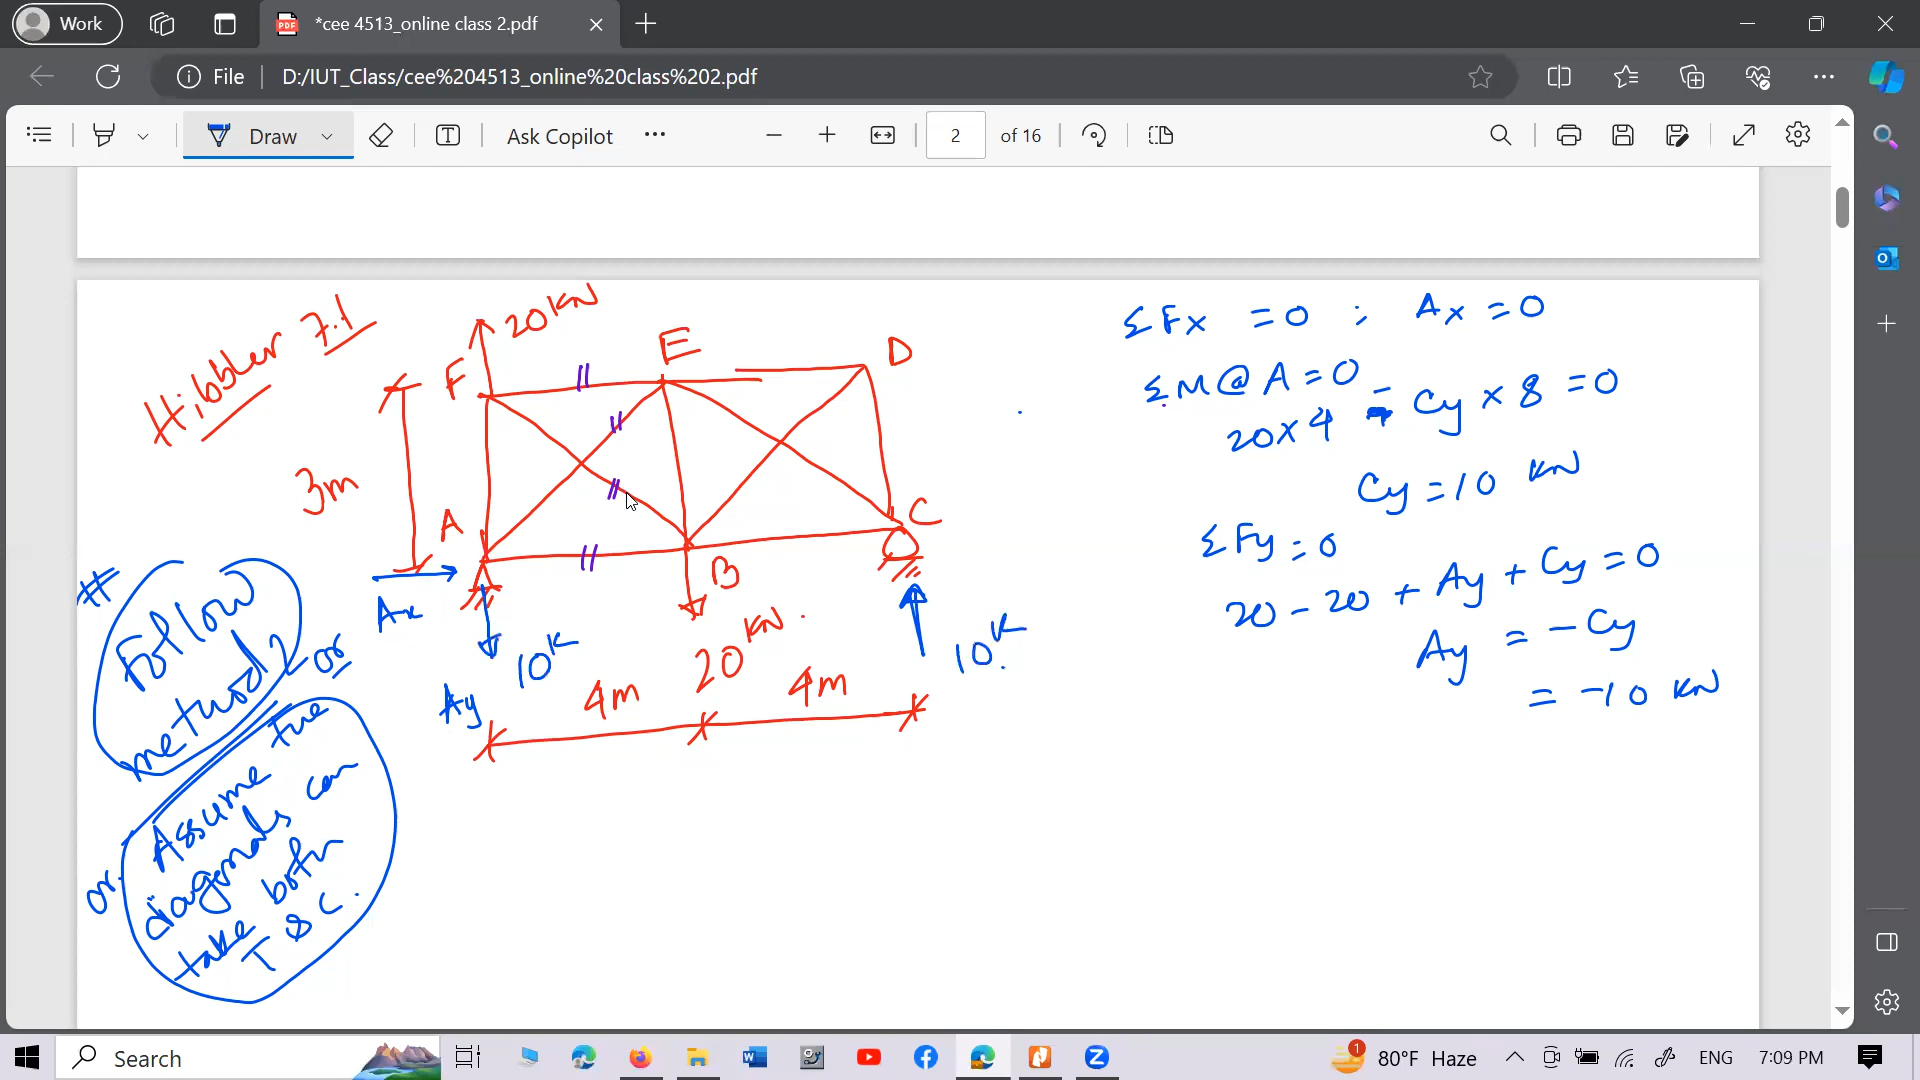 Work
*cee 4513_online class 2.pdf
File
D:/IUT_Class/cee%204513_online%20class%202.pdf
Draw
Ask Copilot
2 of 16
Hibbler 7.1
20 KN
F
E
D
3m
A
B
C
Ax
10K
Ay
20 KN
10K
4m
4m
# Follow
method 2 or
or Assume the
diagonals can
take both
T & C.
ΣFx = 0 ; Ax = 0
ΣM @ A = 0
20 x 4 - Cy x 8 = 0
Cy = 10 KN
ΣFy = 0
20 - 20 + Ay + Cy = 0
Ay = - Cy
= -10 KN
Search
1
80°F Haze
ENG
7:09 PM